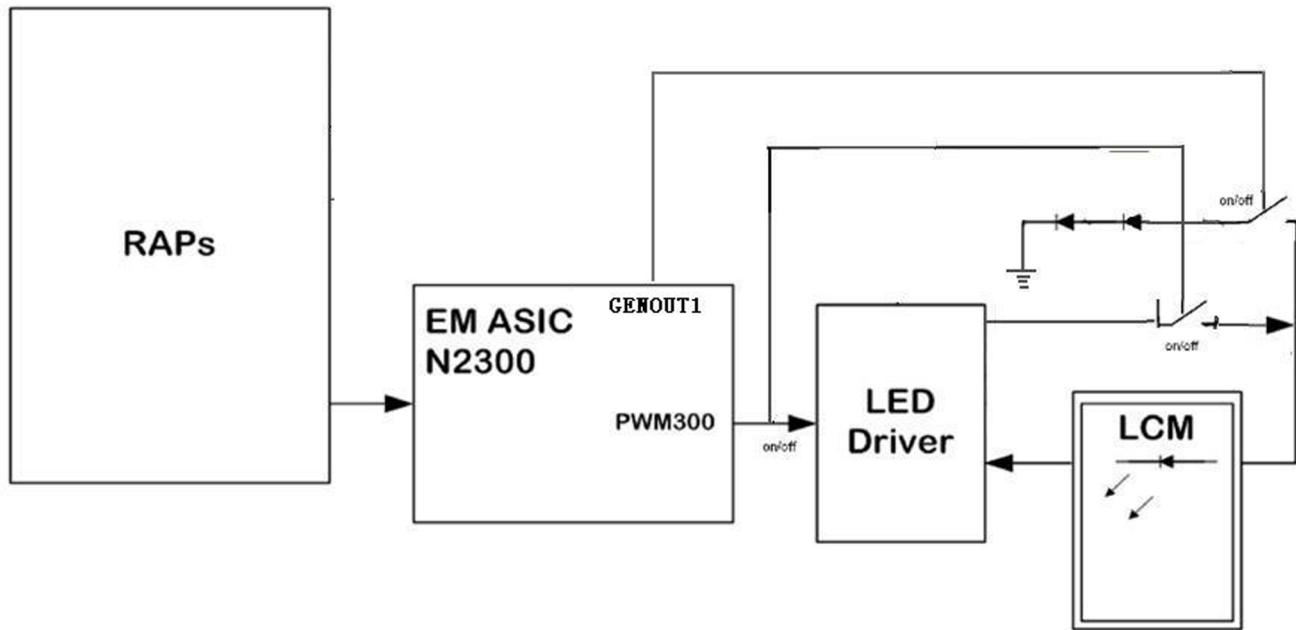 RAPs
GENOUT1
EM ASIC
N2300
PWM300
on/off
on/off
on/off
LED
Driver
LCM